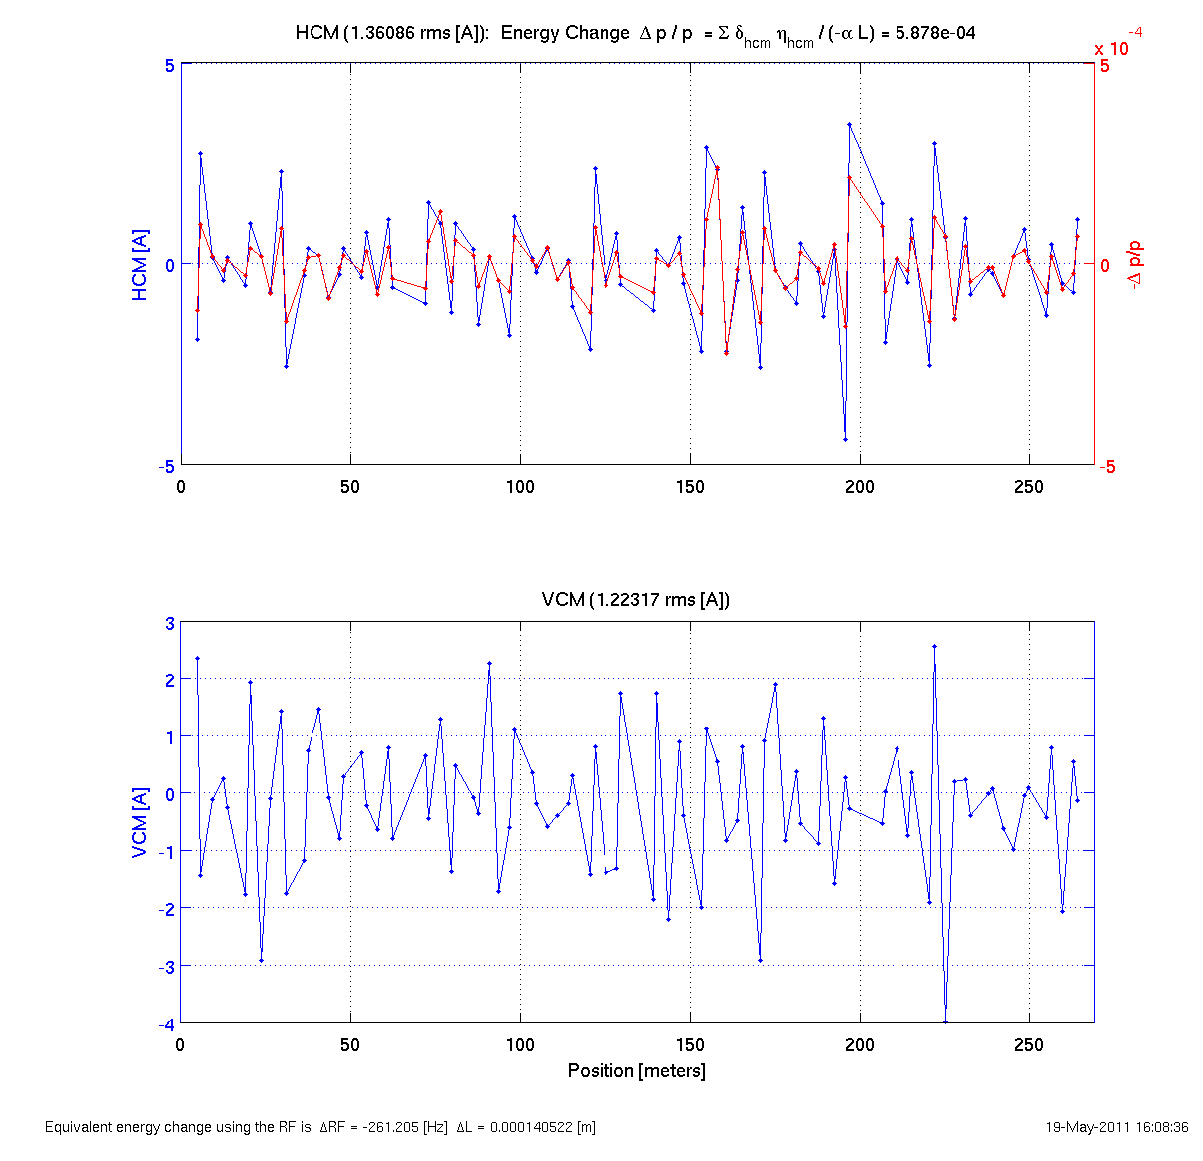 HCM (1.36086 rms [A]): Energy Change Δ p / p = Σ δhcm ηhcm / (-α L) = 5.878e-04
x 10-4
5 5
HCM [A] 0 0 -Δ p/p
-5 -5
0 50 100 150 200 250
VCM (1.22317 rms [A])
3
2
1
0
VCM [A]
-1
-2
-3
-4
0 50 100 150 200 250
Position [meters]
Equivalent energy change using the RF is ΔRF = -261.205 [Hz] ΔL = 0.000140522 [m] 19-May-2011 16:08:36